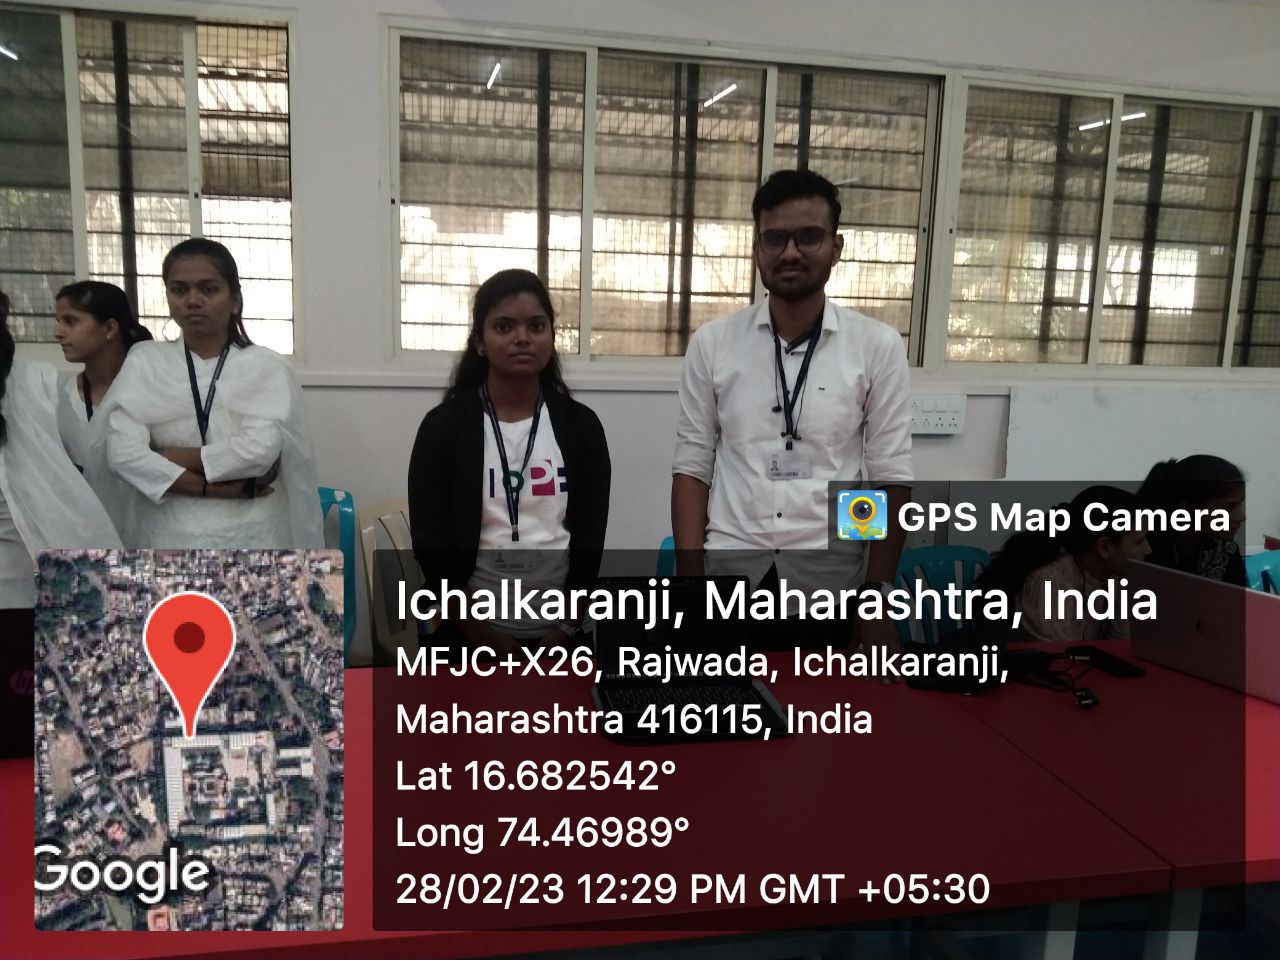 GPS Map Camera
Ichalkaranji, Maharashtra, India
MFJC+X26, Rajwada, Ichalkaranji,
Maharashtra 416115, India
Lat 16.682542°
Long 74.46989°
28/02/23 12:29 PM GMT +05:30
Google